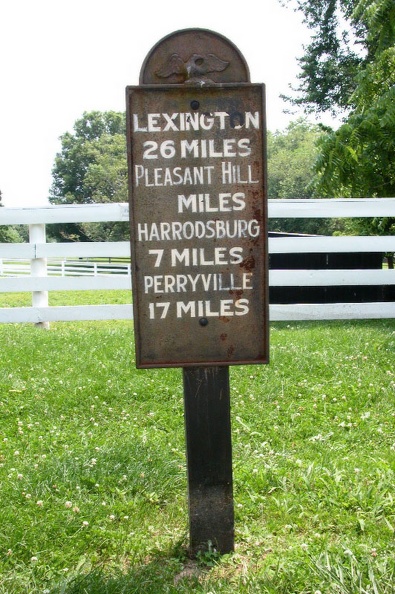 LEXINGTON
26 MILES
PLEASANT HILL
MILES
HARRODSBURG
7 MILES
PERRYVILLE
17 MILES